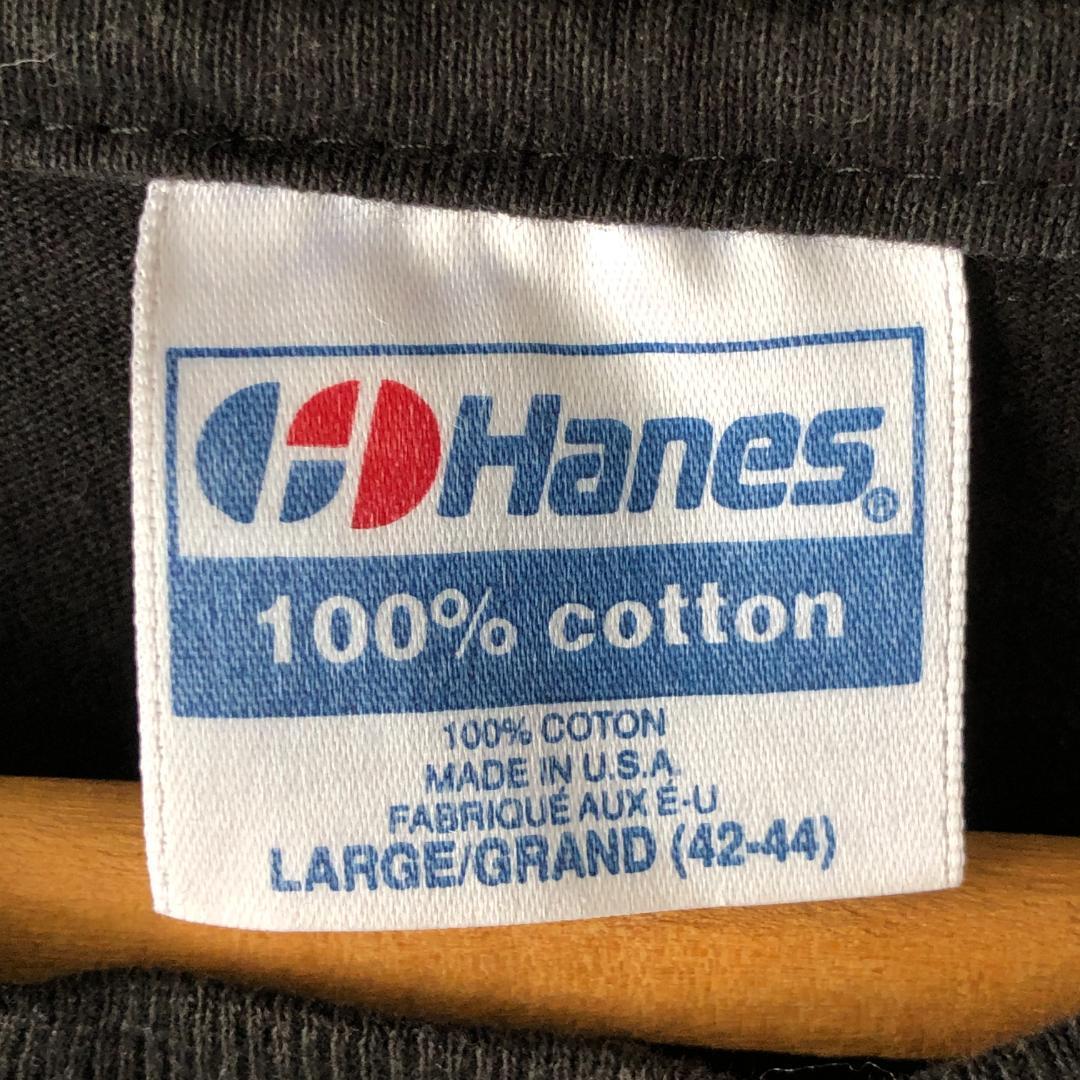 Hanes®
100% cotton
100% COTON
MADE IN U.S.A.
FABRIQUÉ AUX É-U
LARGE/GRAND (42-44)